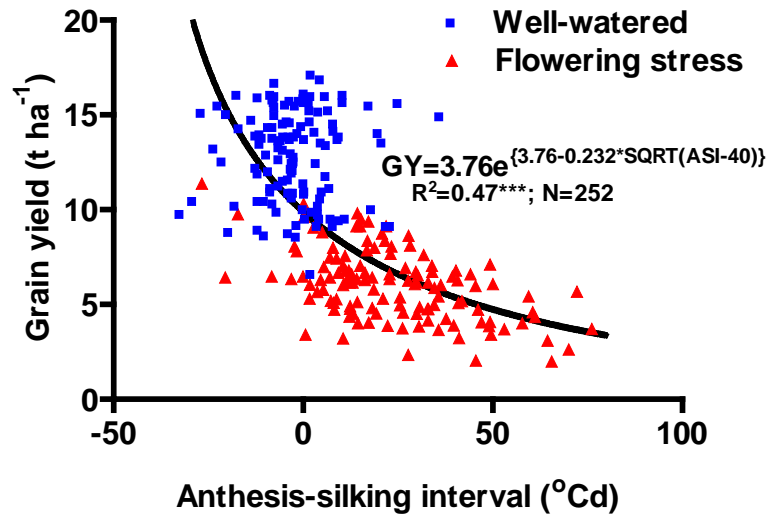 Well-watered
Flowering stress
GY=3.76e^{3.76-0.232*SQRT(ASI-40)}
R²=0.47***; N=252
Grain yield (t ha⁻¹)
20
15
10
5
0
-50 0 50 100
Anthesis-silking interval (ᵒCd)